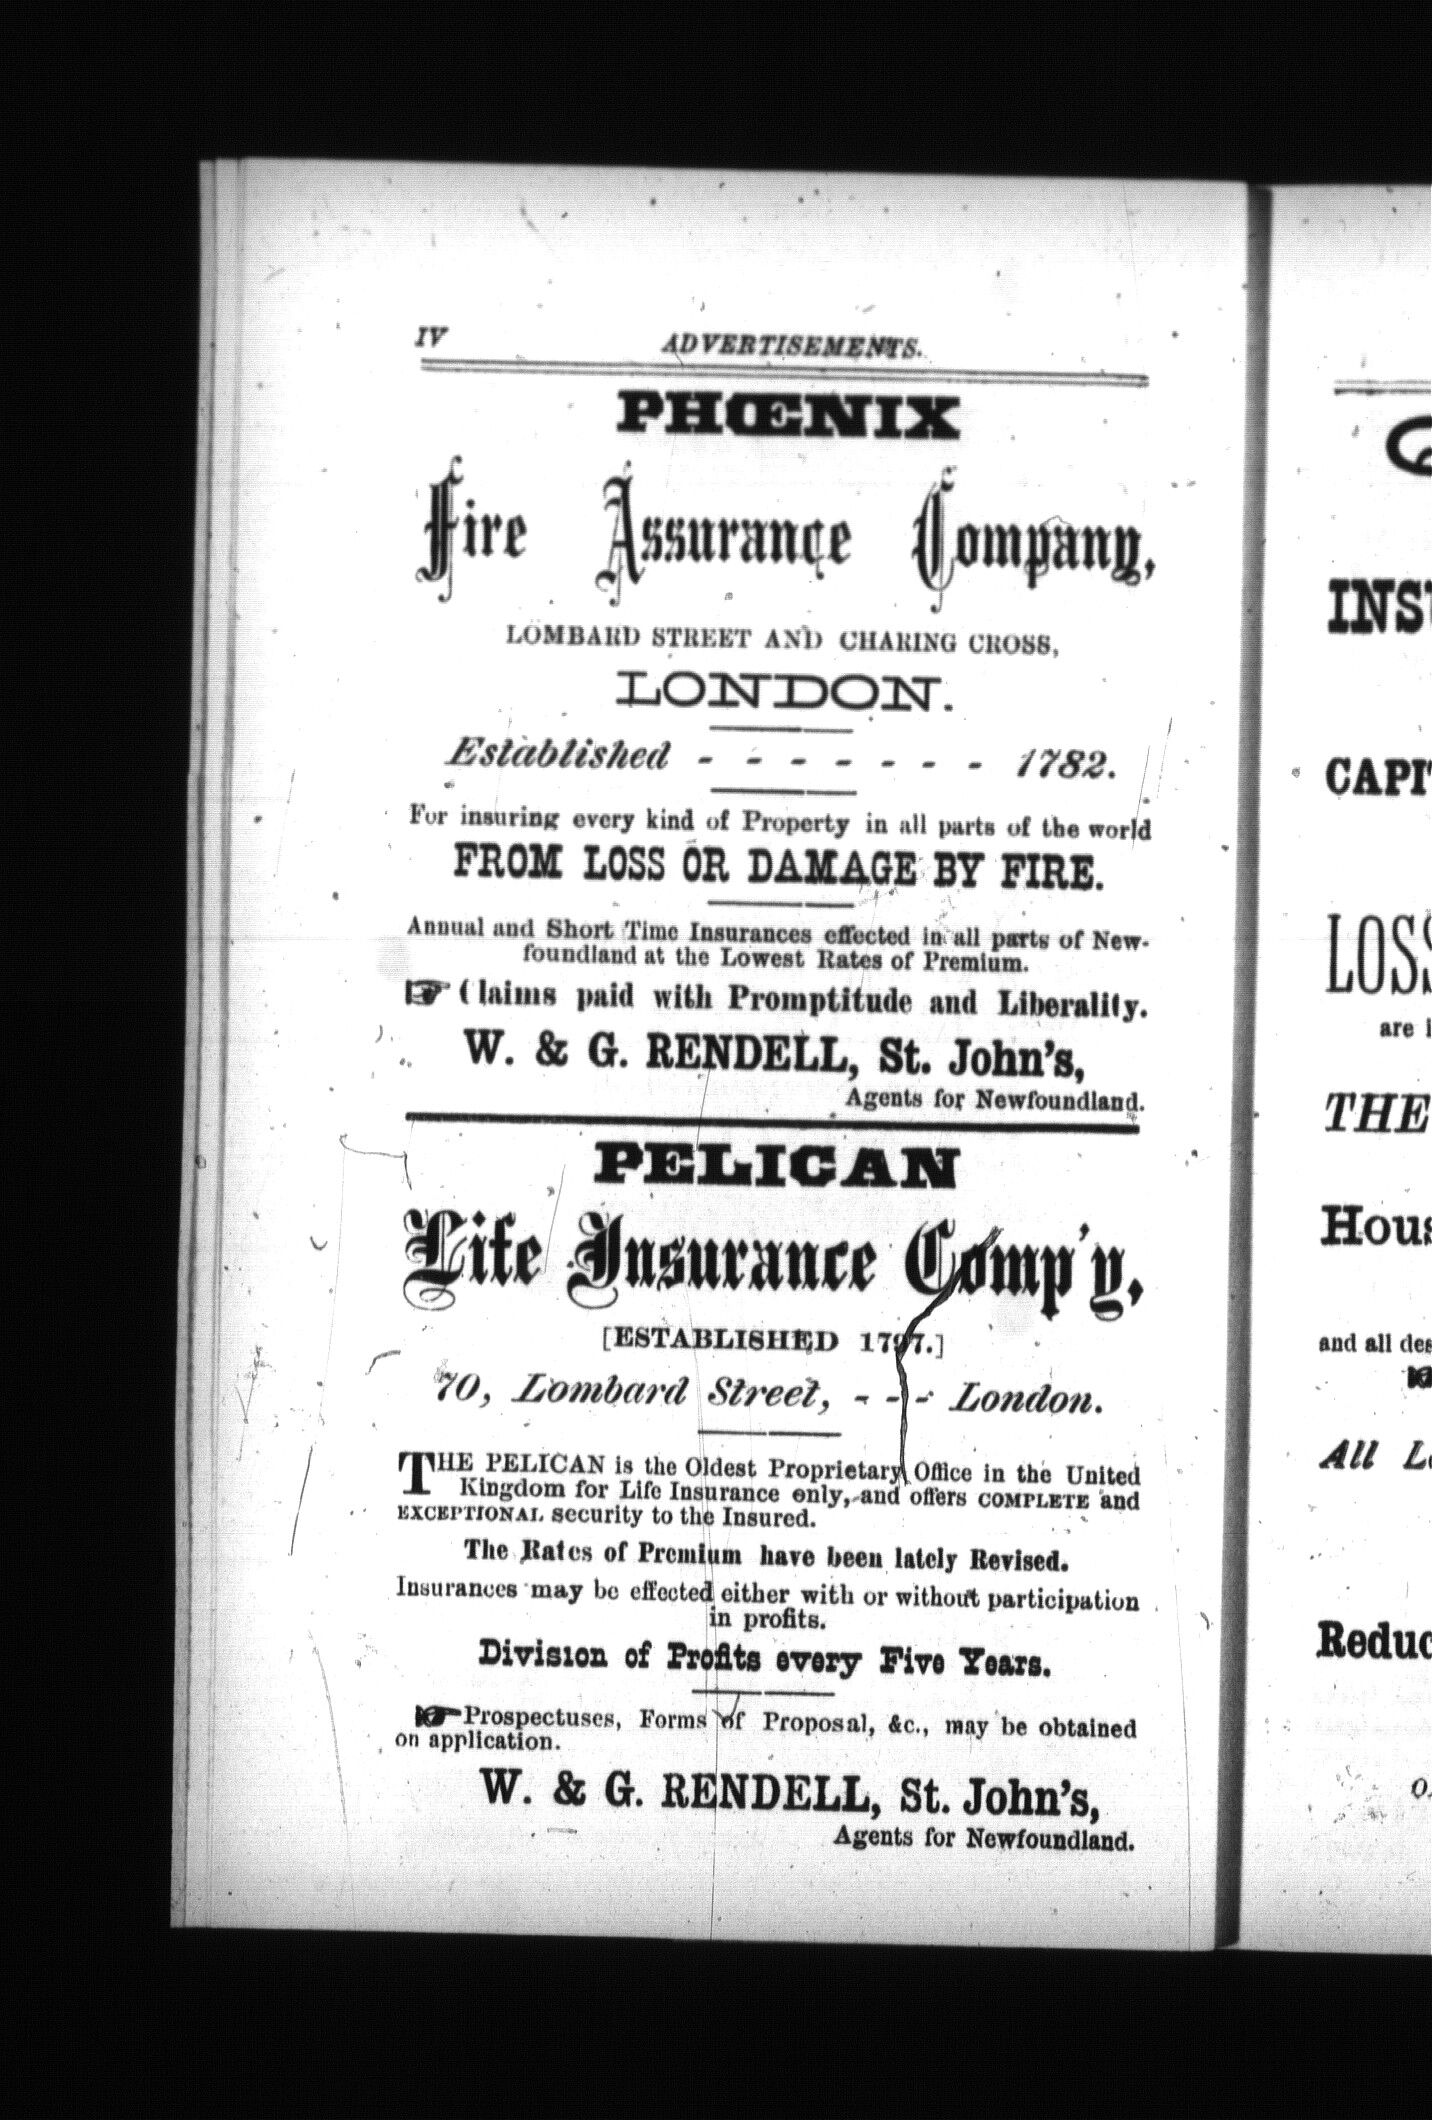 IV ADVERTISEMENTS.
PHŒNIX
Fire Assurance Company,
LOMBARD STREET AND CHARING CROSS,
LONDON.
Established - - - - - - - 1782.
For insuring every kind of Property in all parts of the world
FROM LOSS OR DAMAGE BY FIRE.
Annual and Short Time Insurances effected in all parts of New-
foundland at the Lowest Rates of Premium.
☞ Claims paid with Promptitude and Liberality.
W. & G. RENDELL, St. John's,
Agents for Newfoundland.
PELICAN
Life Insurance Comp'y,
[ESTABLISHED 1797.]
70, Lombard Street, - - - London.
THE PELICAN is the Oldest Proprietary Office in the United
Kingdom for Life Insurance only, and offers COMPLETE and
EXCEPTIONAL security to the Insured.
The Rates of Premium have been lately Revised.
Insurances may be effected either with or without participation
in profits.
Division of Profits every Five Years.
☞ Prospectuses, Forms of Proposal, &c., may be obtained
on application.
W. & G. RENDELL, St. John's,
Agents for Newfoundland.
CAPI
LOSS
are i
THE
Hous
and all des
☞
All
Reduc